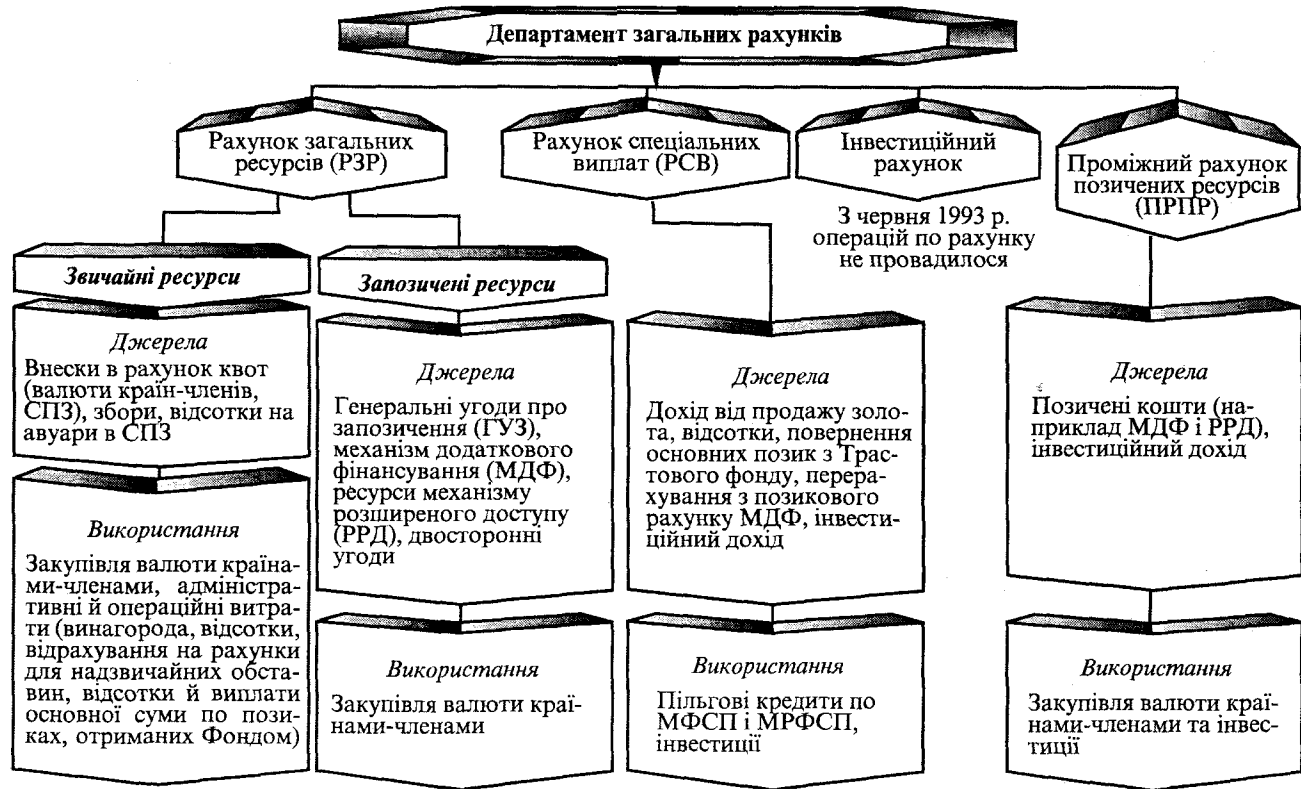 Департамент загальних рахунків
Рахунок загальних
ресурсів (РЗР)
Рахунок спеціальних
виплат (РСВ)
Інвестиційний
рахунок
Проміжний рахунок
позичених ресурсів
(ПРПР)
З червня 1993 р.
операцій по рахунку
не провадилося
Звичайні ресурси
Джерела
Внески в рахунок квот
(валюти країн-членів,
СПЗ), збори, відсотки на
авуари в СПЗ
Використання
Закупівля валюти країна-
ми-членами, адміністра-
тивні й операційні витра-
ти (винагорода, відсотки,
відрахування на рахунки
для надзвичайних обста-
вин, відсотки й виплати
основної суми по пози-
ках, отриманих Фондом)
Запозичені ресурси
Джерела
Генеральні угоди про
запозичення (ГУЗ),
механізм додаткового
фінансування (МДФ),
ресурси механізму
розширеного доступу
(РРД), двосторонні
угоди
Використання
Закупівля валюти краї-
нами-членами
Джерела
Дохід від продажу золо-
та, відсотки, повернення
основних позик з Трас-
тового фонду, перера-
хування з позикового
рахунку МДФ, інвести-
ційний дохід
Використання
Пільгові кредити по
МФСП і МРФСП,
інвестиції
Джерела
Позичені кошти (на-
приклад МДФ і РРД),
інвестиційний дохід
Використання
Закупівля валюти краї-
нами-членами та інвес-
тиції